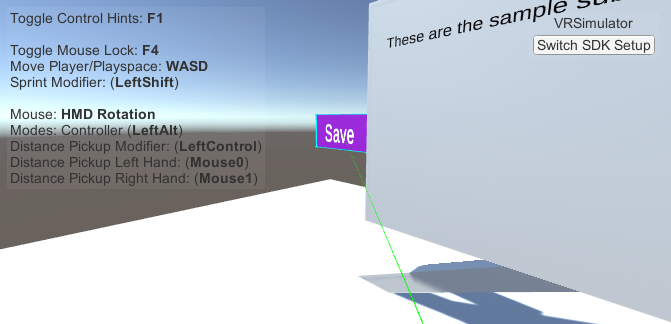 Toggle Control Hints: F1
Toggle Mouse Lock: F4
Move Player/Playspace: WASD
Sprint Modifier: (LeftShift)
Mouse: HMD Rotation
Modes: Controller (LeftAlt)
Distance Pickup Modifier: (LeftControl)
Distance Pickup Left Hand: (Mouse0)
Distance Pickup Right Hand: (Mouse1)
Save
These are the sample
VRSimulator
Switch SDK Setup